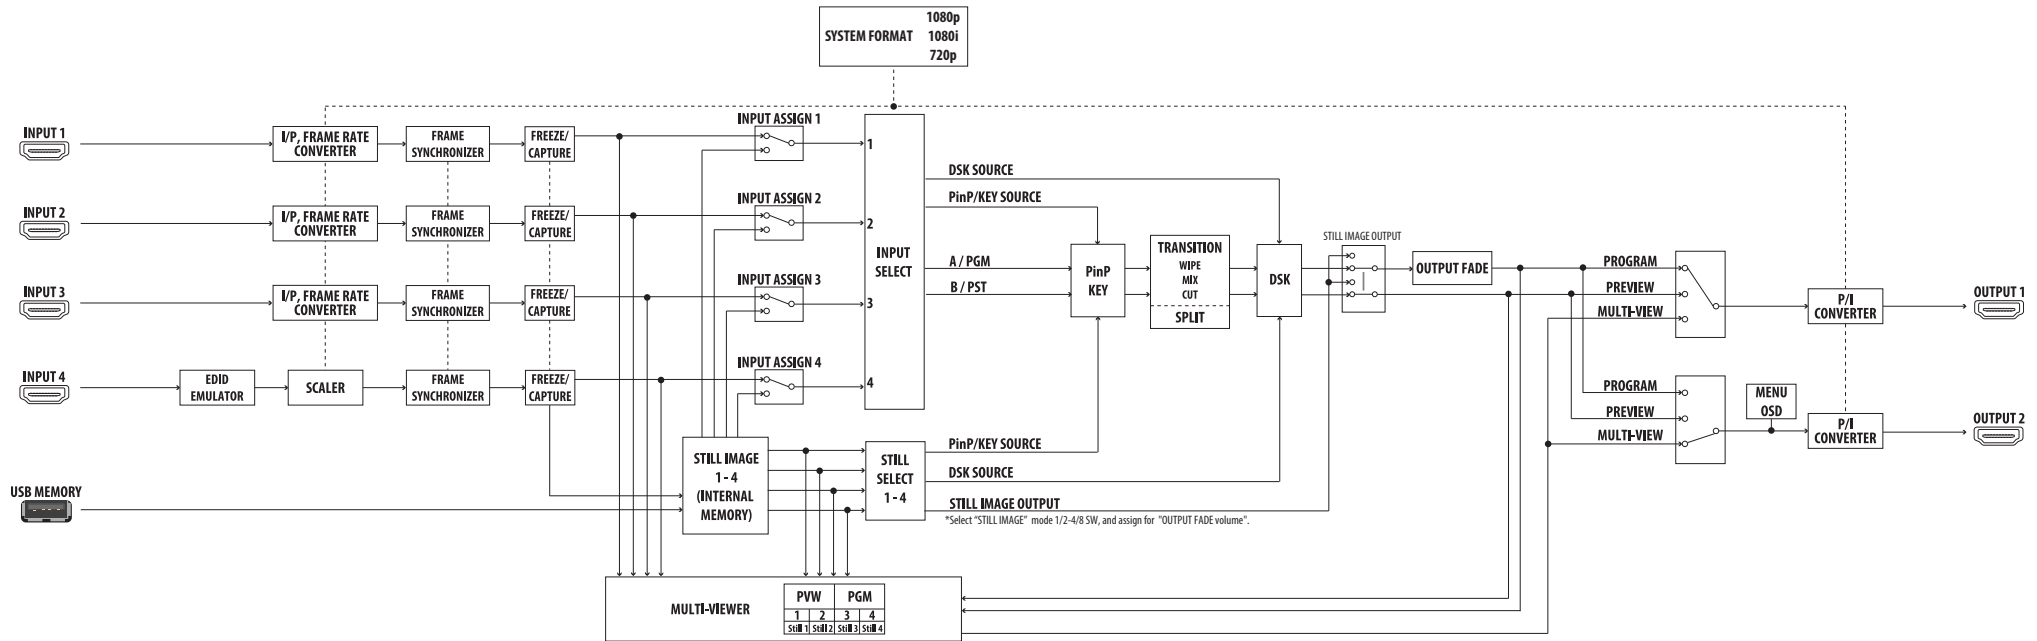 1080p
SYSTEM FORMAT 1080i
720p
INPUT 1
I/P, FRAME RATE
CONVERTER
FRAME
SYNCHRONIZER
FREEZE/
CAPTURE
INPUT ASSIGN 1
1
INPUT 2
I/P, FRAME RATE
CONVERTER
FRAME
SYNCHRONIZER
FREEZE/
CAPTURE
INPUT ASSIGN 2
2
INPUT 3
I/P, FRAME RATE
CONVERTER
FRAME
SYNCHRONIZER
FREEZE/
CAPTURE
INPUT ASSIGN 3
3
INPUT 4
EDID
EMULATOR
SCALER
FRAME
SYNCHRONIZER
FREEZE/
CAPTURE
INPUT ASSIGN 4
4
INPUT
SELECT
DSK SOURCE
PinP/KEY SOURCE
A / PGM
B / PST
PinP
KEY
TRANSITION
WIPE
MIX
CUT
SPLIT
DSK
STILL IMAGE OUTPUT
OUTPUT FADE
PROGRAM
PREVIEW
MULTI-VIEW
P/I
CONVERTER
OUTPUT 1
PROGRAM
PREVIEW
MULTI-VIEW
MENU
OSD
P/I
CONVERTER
OUTPUT 2
USB MEMORY
STILL IMAGE
1 - 4
(INTERNAL
MEMORY)
STILL
SELECT
1 - 4
PinP/KEY SOURCE
DSK SOURCE
STILL IMAGE OUTPUT
*Select "STILL IMAGE" mode 1/2-4/8 SW, and assign for "OUTPUT FADE volume".
MULTI-VIEWER
PVW PGM
1 2 3 4
Still 1 Still 2 Still 3 Still 4